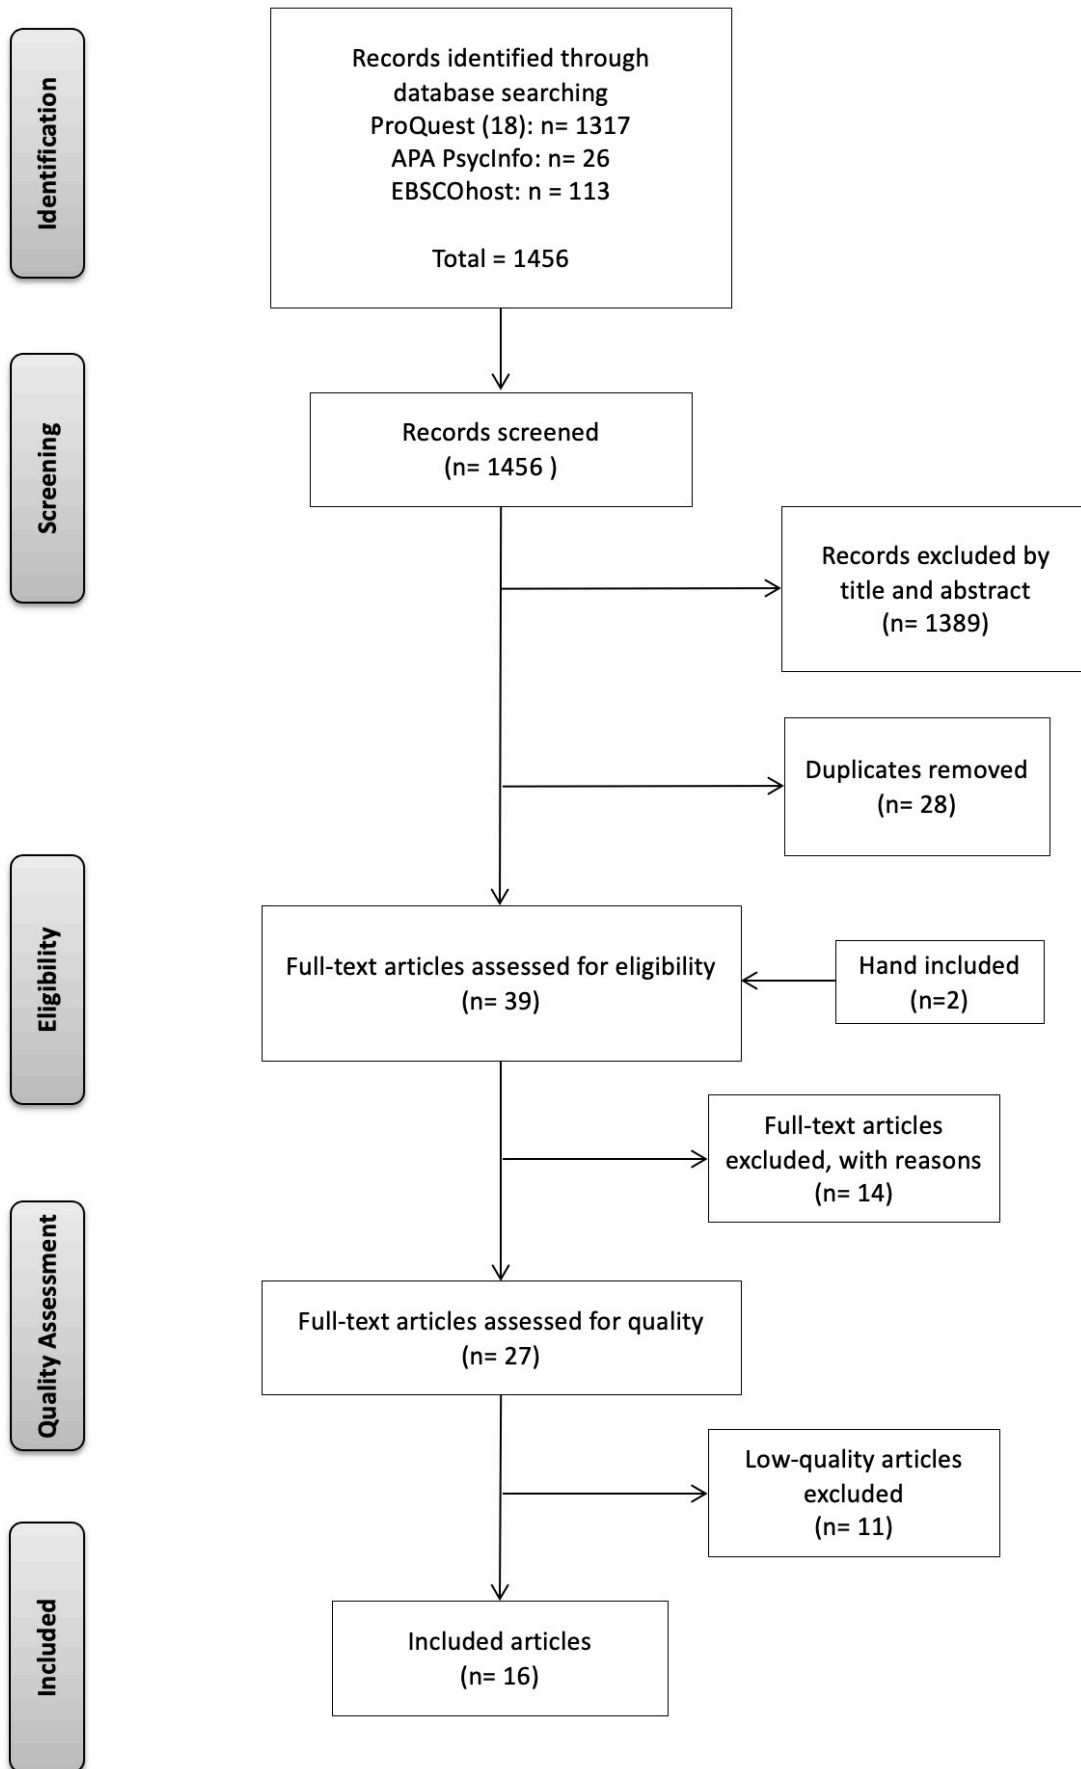 Identification
Records identified through
database searching
ProQuest (18): n= 1317
APA PsycInfo: n= 26
EBSCOhost: n = 113
Total = 1456
Screening
Records screened
(n= 1456 )
Records excluded by
title and abstract
(n= 1389)
Duplicates removed
(n= 28)
Eligibility
Full-text articles assessed for eligibility
(n= 39)
Hand included
(n=2)
Full-text articles
excluded, with reasons
(n= 14)
Quality Assessment
Full-text articles assessed for quality
(n= 27)
Low-quality articles
excluded
(n= 11)
Included
Included articles
(n= 16)